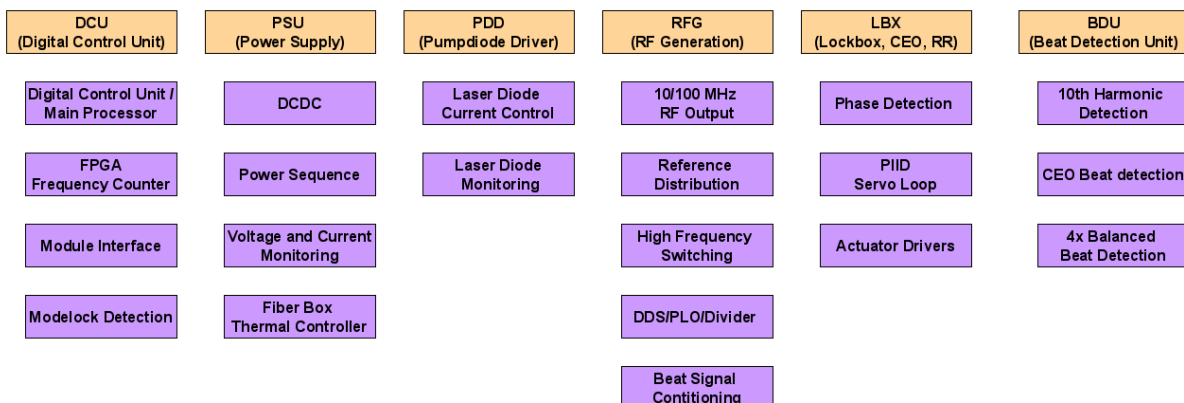 DCU
(Digital Control Unit)
PSU
(Power Supply)
PDD
(Pumpdiode Driver)
RFG
(RF Generation)
LBX
(Lockbox, CEO, RR)
BDU
(Beat Detection Unit)
Digital Control Unit /
Main Processor
DCDC
Laser Diode
Current Control
10/100 MHz
RF Output
Phase Detection
10th Harmonic
Detection
FPGA
Frequency Counter
Power Sequence
Laser Diode
Monitoring
Reference
Distribution
PIID
Servo Loop
CEO Beat detection
Module Interface
Voltage and Current
Monitoring
High Frequency
Switching
Actuator Drivers
4x Balanced
Beat Detection
Modelock Detection
Fiber Box
Thermal Controller
DDS/PLO/Divider
Beat Signal
Contitioning